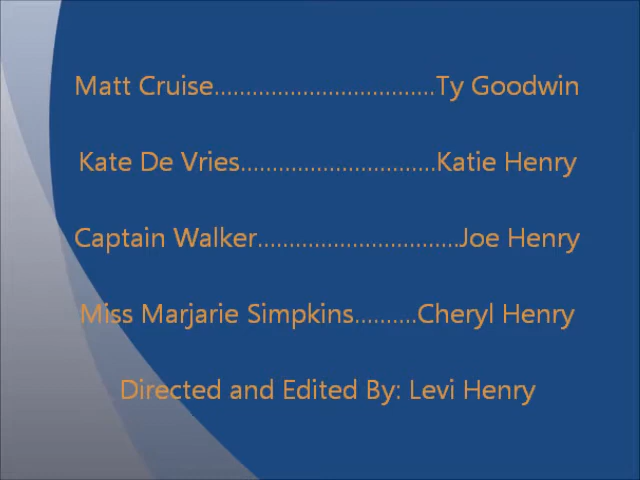 Matt Cruise...................................Ty Goodwin
Kate De Vries...............................Katie Henry
Captain Walker................................Joe Henry
Miss Marjarie Simpkins..........Cheryl Henry
Directed and Edited By: Levi Henry